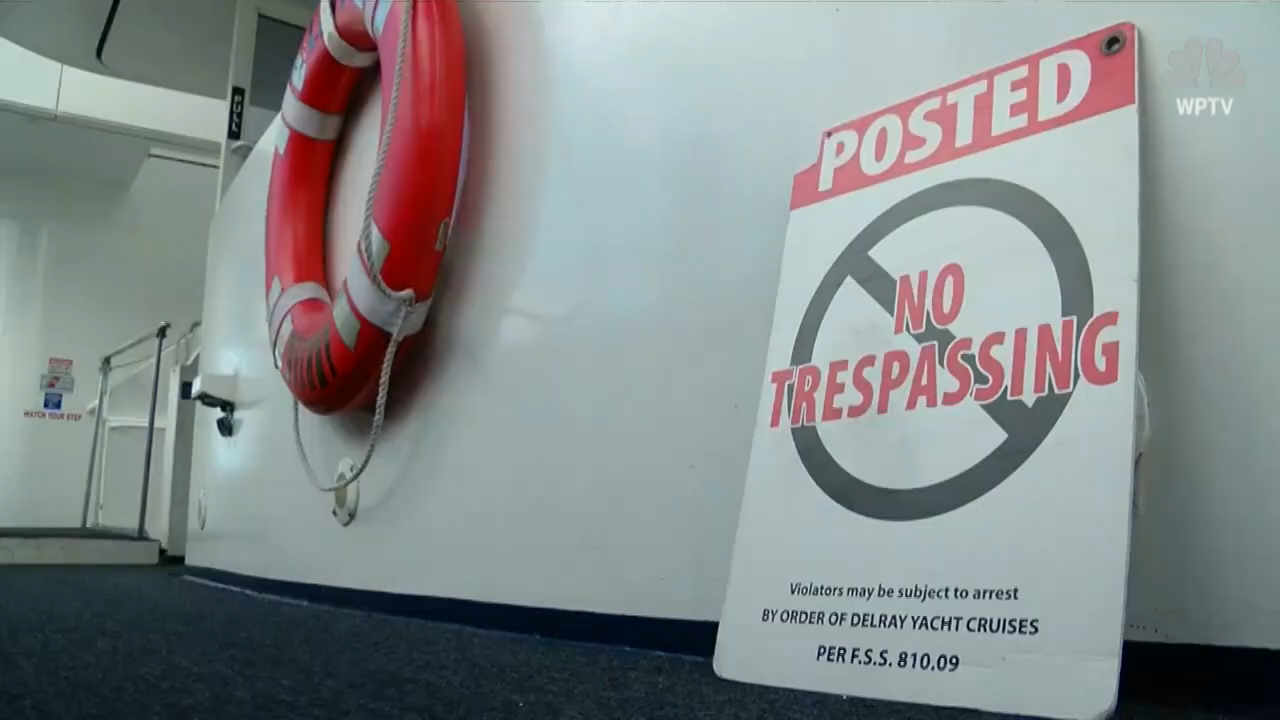 PULL
POSTED
WPTV
NO
TRESPASSING
WATCH YOUR STEP
Violators may be subject to arrest
BY ORDER OF DELRAY YACHT CRUISES
PER F.S.S. 810.09